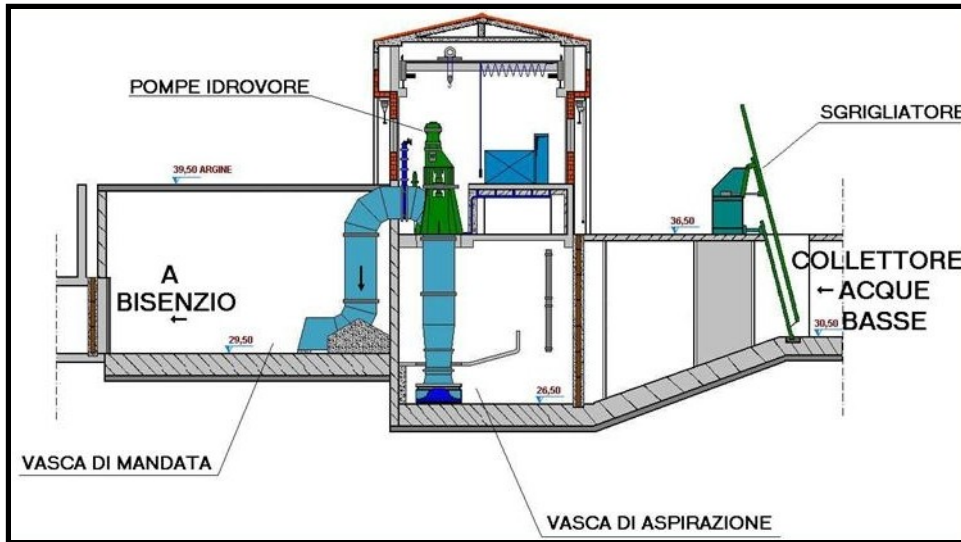 POMPE IDROVORE
SGRIGLIATORE
39,50 ARGINE
36,50
A
BISENZIO
COLLETTORE
ACQUE
BASSE
30,50
29,50
26,50
VASCA DI MANDATA
VASCA DI ASPIRAZIONE